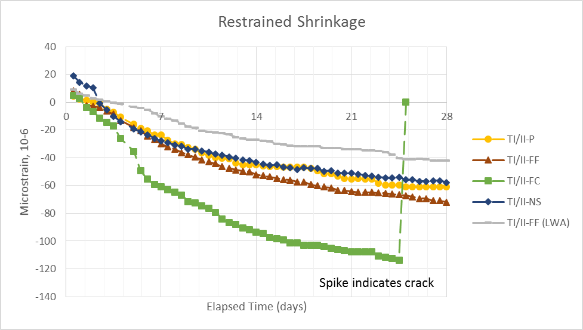 Restrained Shrinkage
40
20
0
-20
-40
-60
-80
-100
-120
-140
0
7
14
21
28
Microstrain, 10-6
Elapsed Time (days)
Spike indicates crack
TI/II-P
TI/II-FF
TI/II-FC
TI/II-NS
TI/II-FF (LWA)